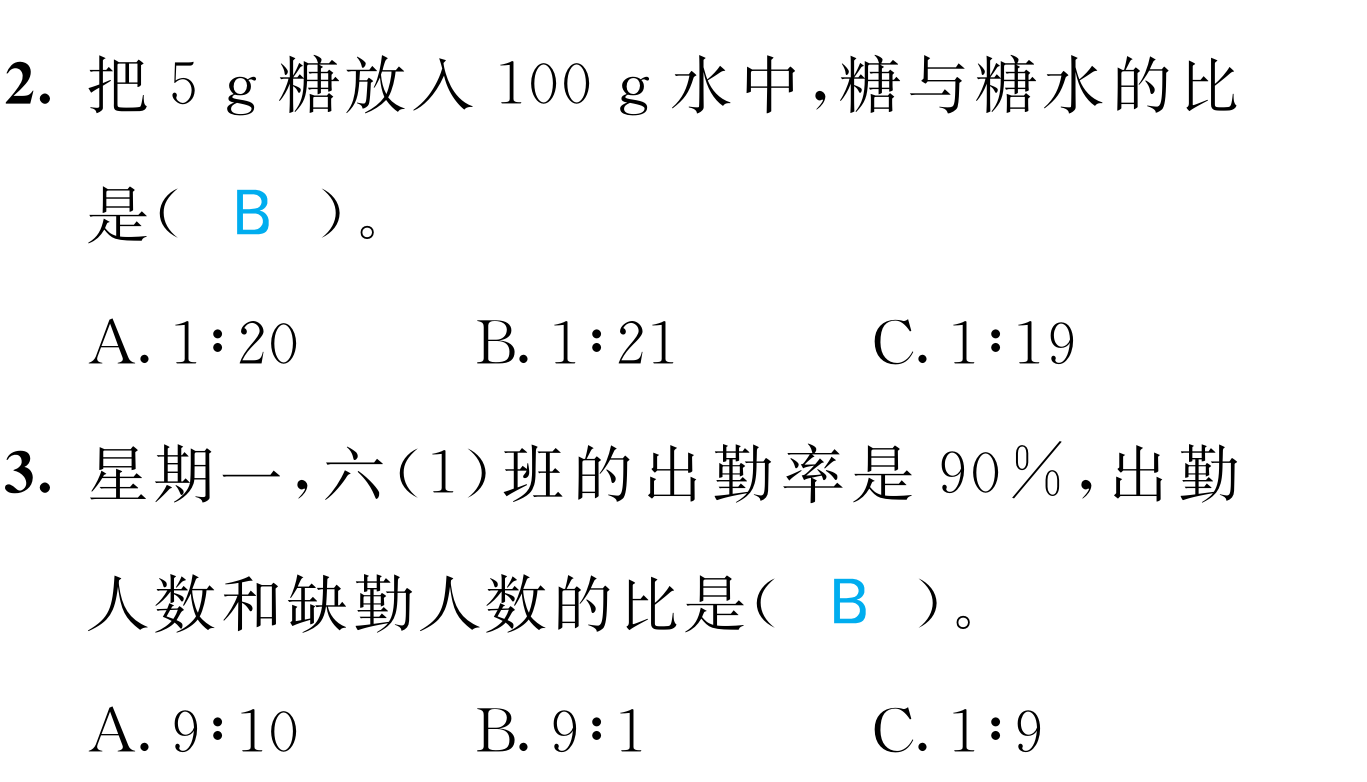 2. 把 5 g 糖放入 100 g 水中,糖与糖水的比
是( B )。
A. 1∶20 B. 1∶21 C. 1∶19
3. 星期一,六(1)班的出勤率是 90%,出勤
人数和缺勤人数的比是( B )。
A. 9∶10 B. 9∶1 C. 1∶9